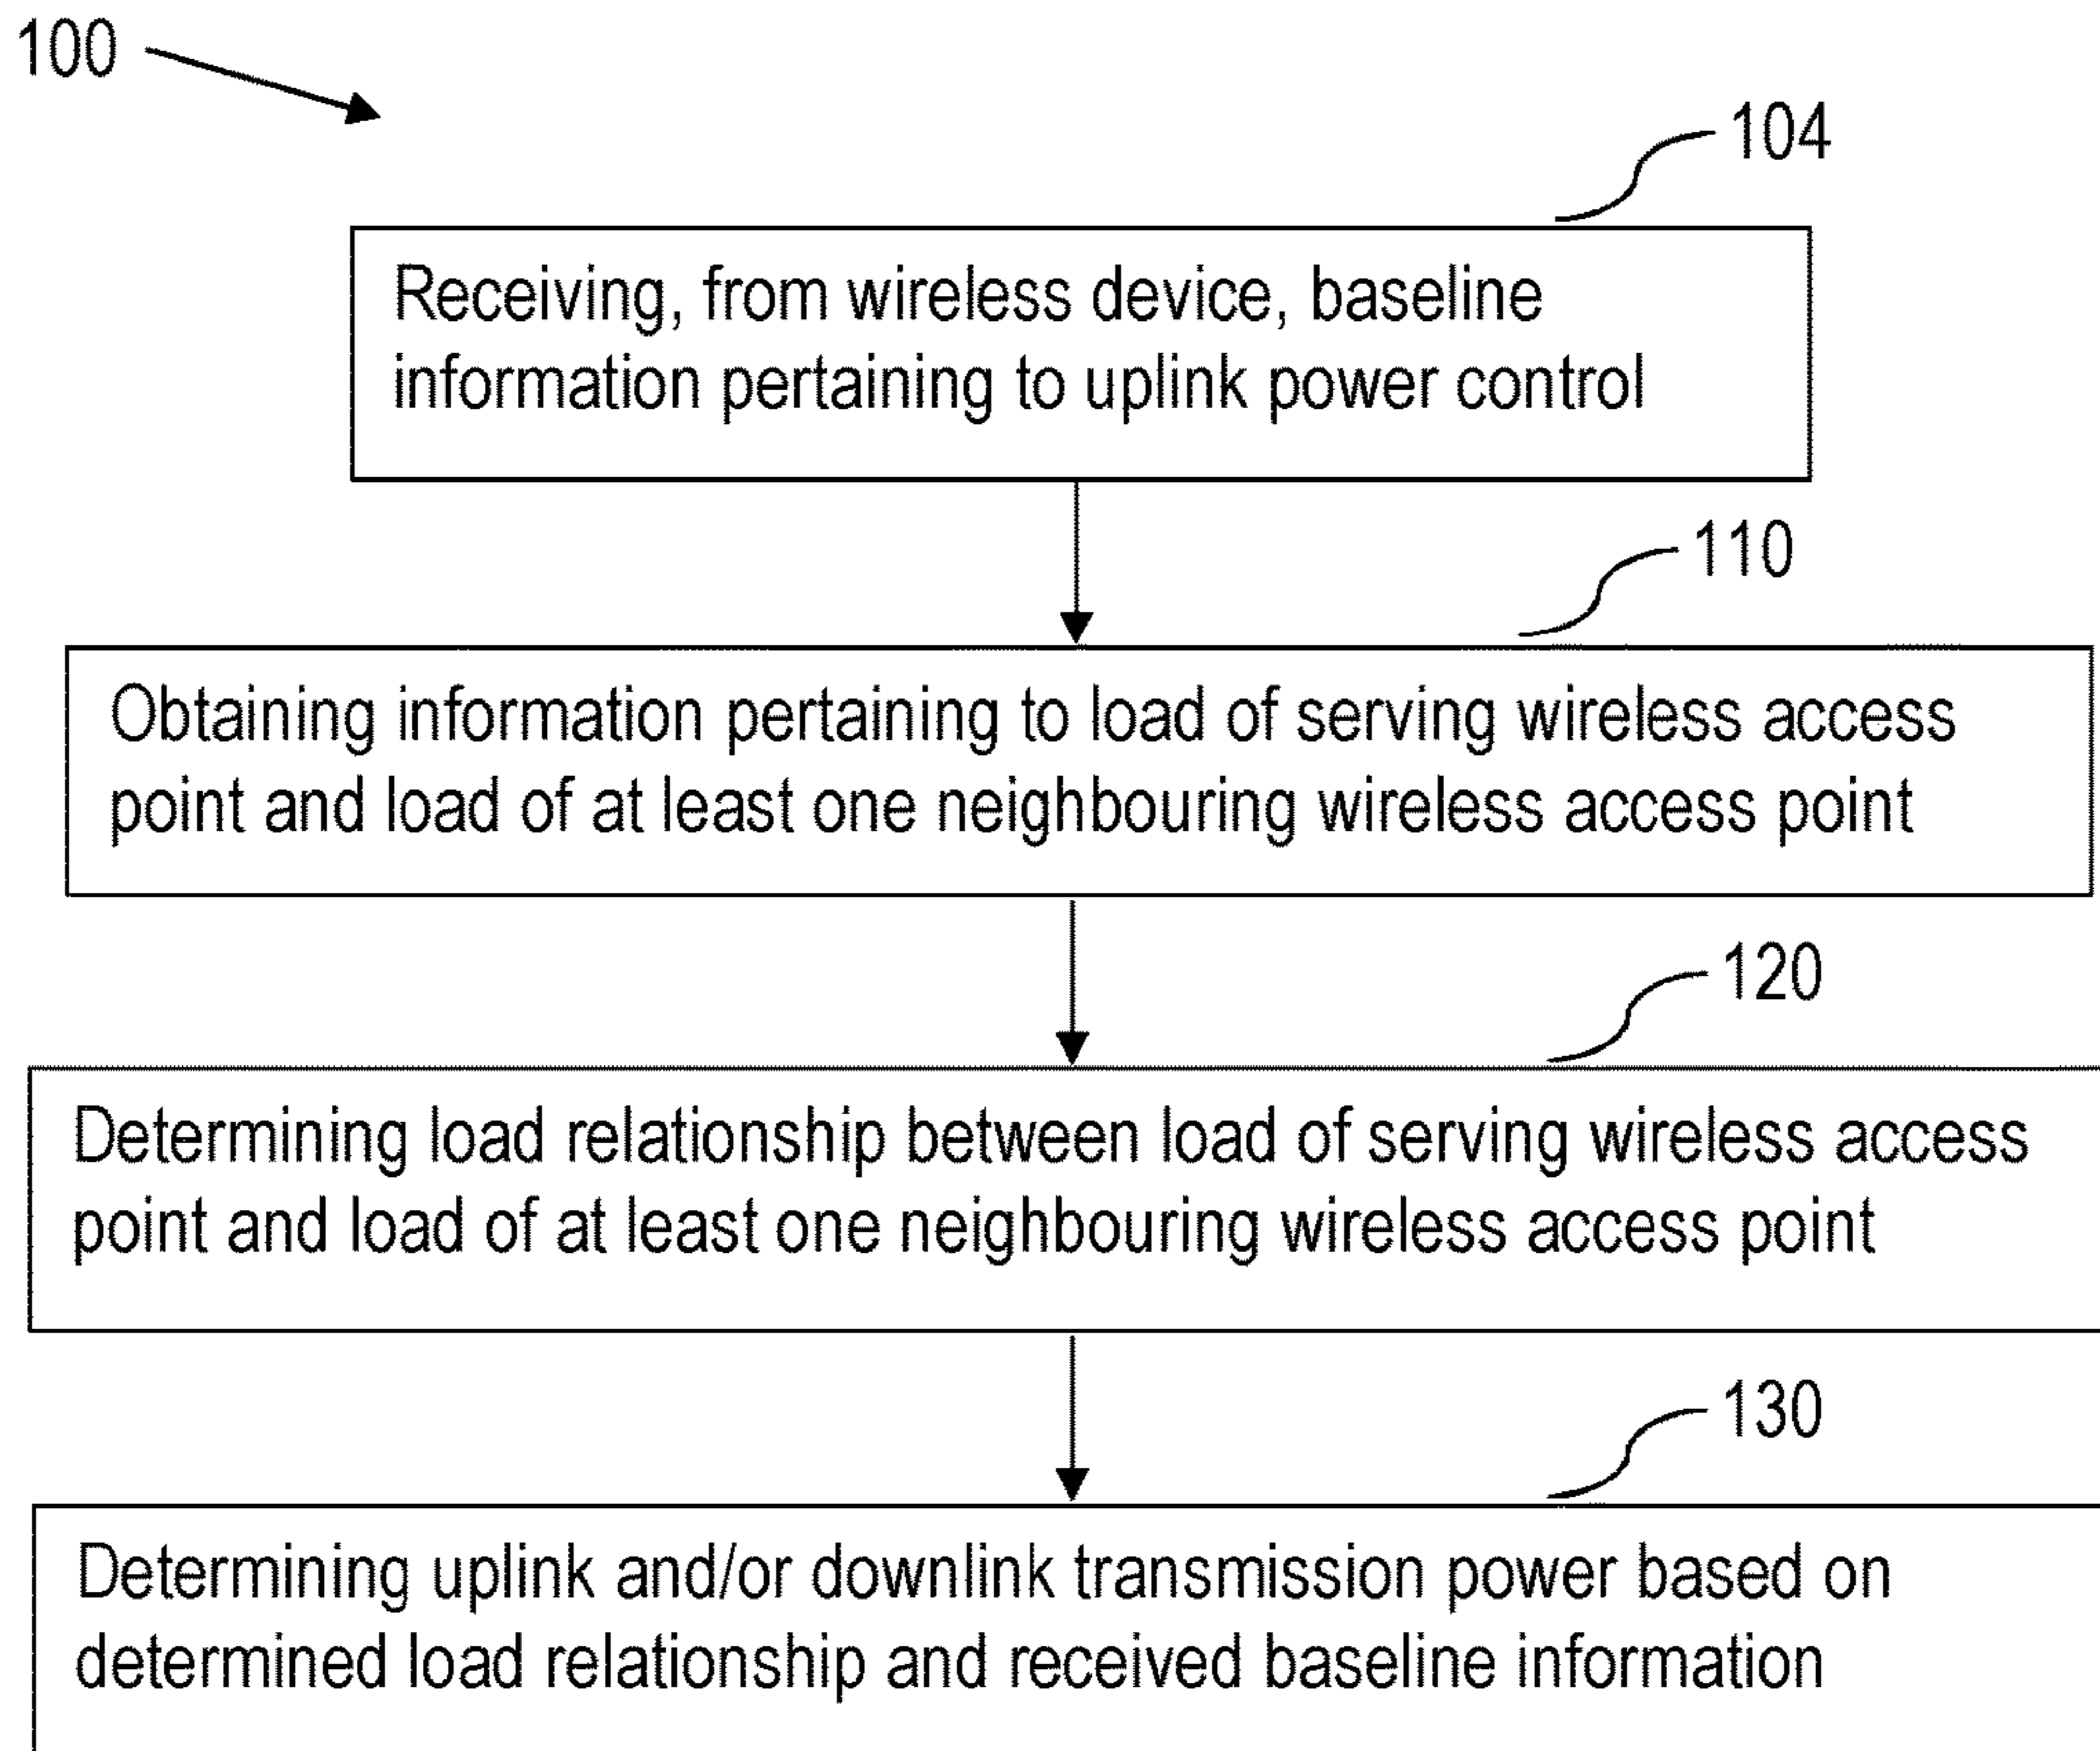 100
104
Receiving, from wireless device, baseline
information pertaining to uplink power control
110
Obtaining information pertaining to load of serving wireless access
point and load of at least one neighbouring wireless access point
120
Determining load relationship between load of serving wireless access
point and load of at least one neighbouring wireless access point
130
Determining uplink and/or downlink transmission power based on
determined load relationship and received baseline information